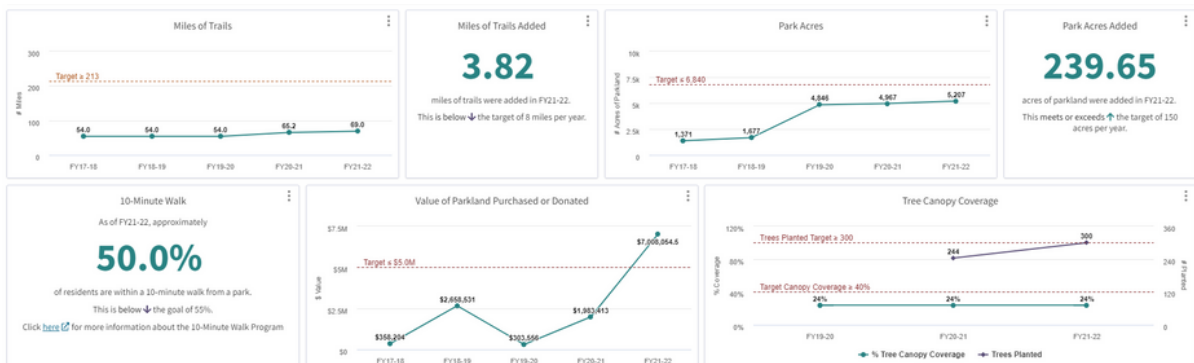 Miles of Trails
300
200
100
0
# Miles
Target ≥ 213
54.0
54.0
54.0
65.2
69.0
FY17-18
FY18-19
FY19-20
FY20-21
FY21-22
Miles of Trails Added
3.82
miles of trails were added in FY21-22.
This is below ↓ the target of 8 miles per year.
Park Acres
10k
7.5k
5k
2.5k
0
# Acres of Parkland
Target ≤ 6,840
1,371
1,677
4,846
4,967
5,207
FY17-18
FY18-19
FY19-20
FY20-21
FY21-22
Park Acres Added
239.65
acres of parkland were added in FY21-22.
This meets or exceeds ↑ the target of 150
acres per year.
10-Minute Walk
As of FY21-22, approximately
50.0%
of residents are within a 10-minute walk from a park.
This is below ↓ the goal of 55%.
Click here for more information about the 10-Minute Walk Program
Value of Parkland Purchased or Donated
$7.5M
$5M
$2.5M
$0
$ Value
Target ≤ $5.0M
$2,658,531
$1,983,413
FY17-18
FY18-19
FY19-20
FY20-21
FY21-22
Tree Canopy Coverage
120%
80%
40%
0%
% Coverage
360
240
120
0
# Planted
Trees Planted Target ≥ 300
244
300
Target Canopy Coverage ≥ 40%
24%
24%
24%
FY19-20
FY20-21
FY21-22
% Tree Canopy Coverage
Trees Planted